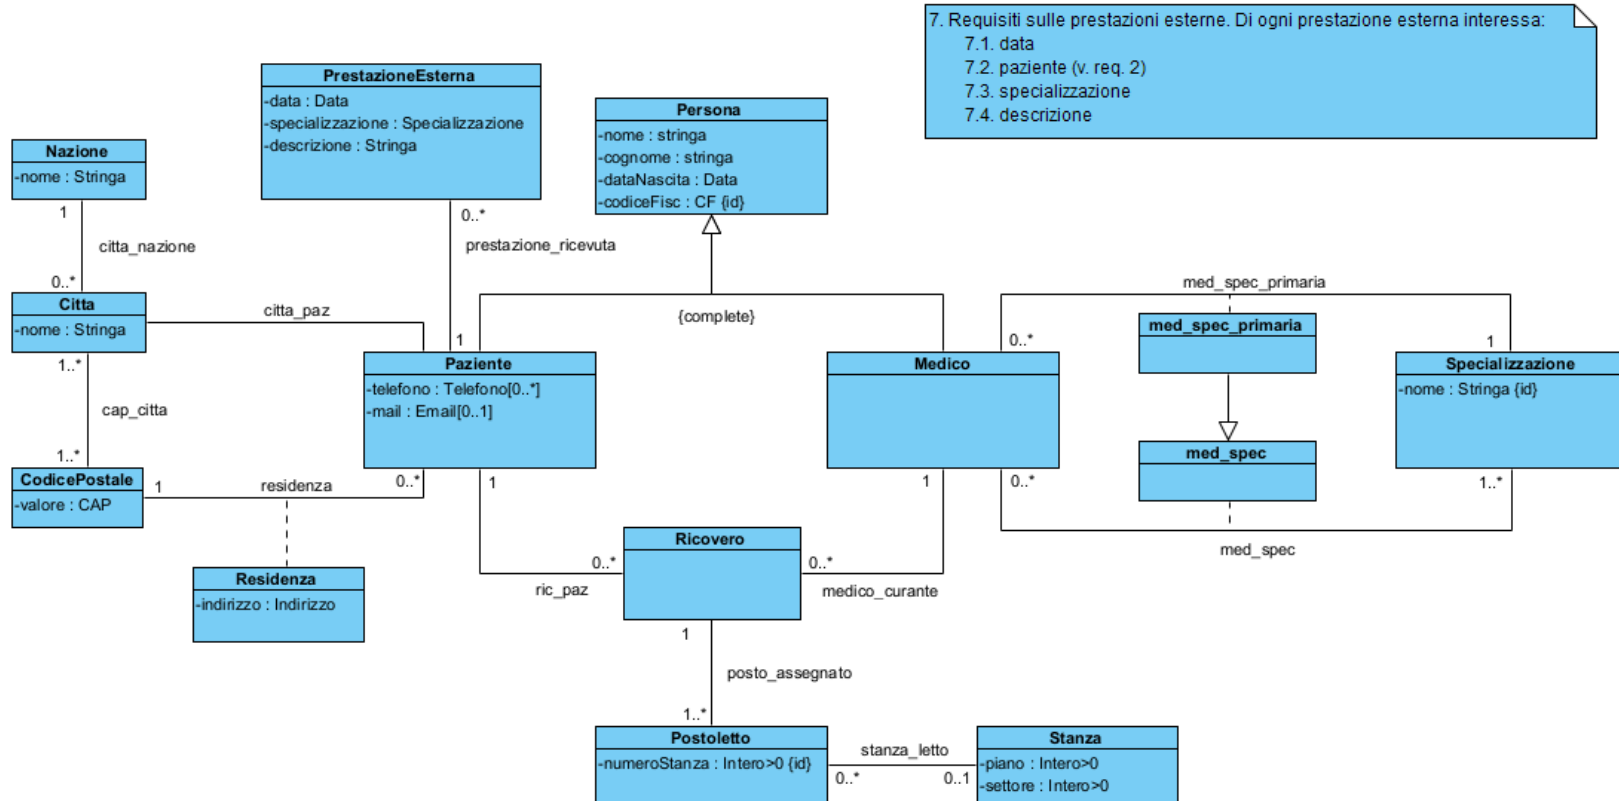 7. Requisiti sulle prestazioni esterne. Di ogni prestazione esterna interessa:
7.1. data
7.2. paziente (v. req. 2)
7.3. specializzazione
7.4. descrizione
PrestazioneEsterna
-data : Data
-specializzazione : Specializzazione
-descrizione : Stringa
Persona
-nome : stringa
-cognome : stringa
-dataNascita : Data
-codiceFisc : CF {id}
Nazione
-nome : Stringa
1
citta_nazione
0..*
0..*
prestazione_ricevuta
1
Citta
-nome : Stringa
citta_paz
{complete}
med_spec_primaria
med_spec_primaria
0..*
1
Paziente
-telefono : Telefono[0..*]
-mail : Email[0..1]
Medico
Specializzazione
-nome : Stringa {id}
1..*
cap_citta
1..*
med_spec
CodicePostale
-valore : CAP
1
residenza
0..*
1
1
0..*
1..*
med_spec
Ricovero
0..*
0..*
ric_paz
medico_curante
Residenza
-indirizzo : Indirizzo
1
posto_assegnato
1..*
Postoletto
-numeroStanza : Intero>0 {id}
stanza_letto
0..*
0..1
Stanza
-piano : Intero>0
-settore : Intero>0